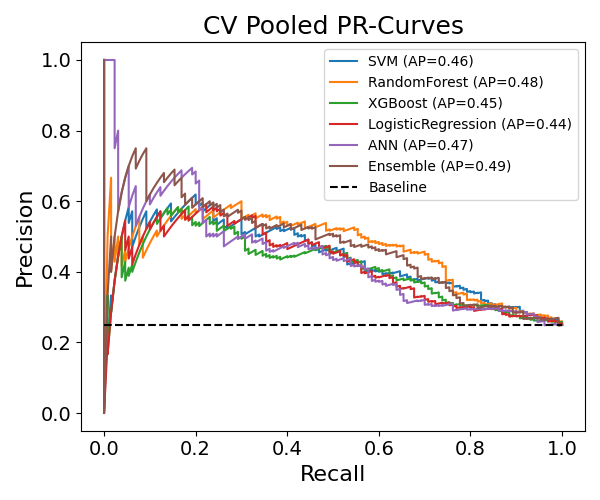 CV Pooled PR-Curves
1.0
0.8
0.6
0.4
0.2
0.0
Precision
SVM (AP=0.46)
RandomForest (AP=0.48)
XGBoost (AP=0.45)
LogisticRegression (AP=0.44)
ANN (AP=0.47)
Ensemble (AP=0.49)
Baseline
0.0 0.2 0.4 0.6 0.8 1.0
Recall